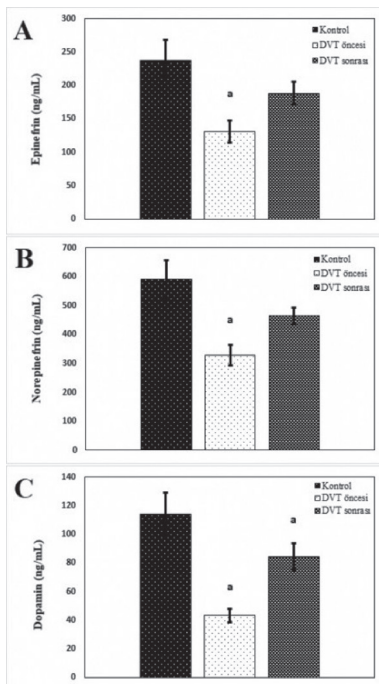 A
Epinefrin (ng/mL)
300
250
200
150
100
50
0
Kontrol
DVT öncesi
DVT sonrası
a
B
Norepinefrin (ng/mL)
700
600
500
400
300
200
100
0
Kontrol
DVT öncesi
DVT sonrası
a
C
Dopamin (ng/mL)
140
120
100
80
60
40
20
0
Kontrol
DVT öncesi
DVT sonrası
a
a